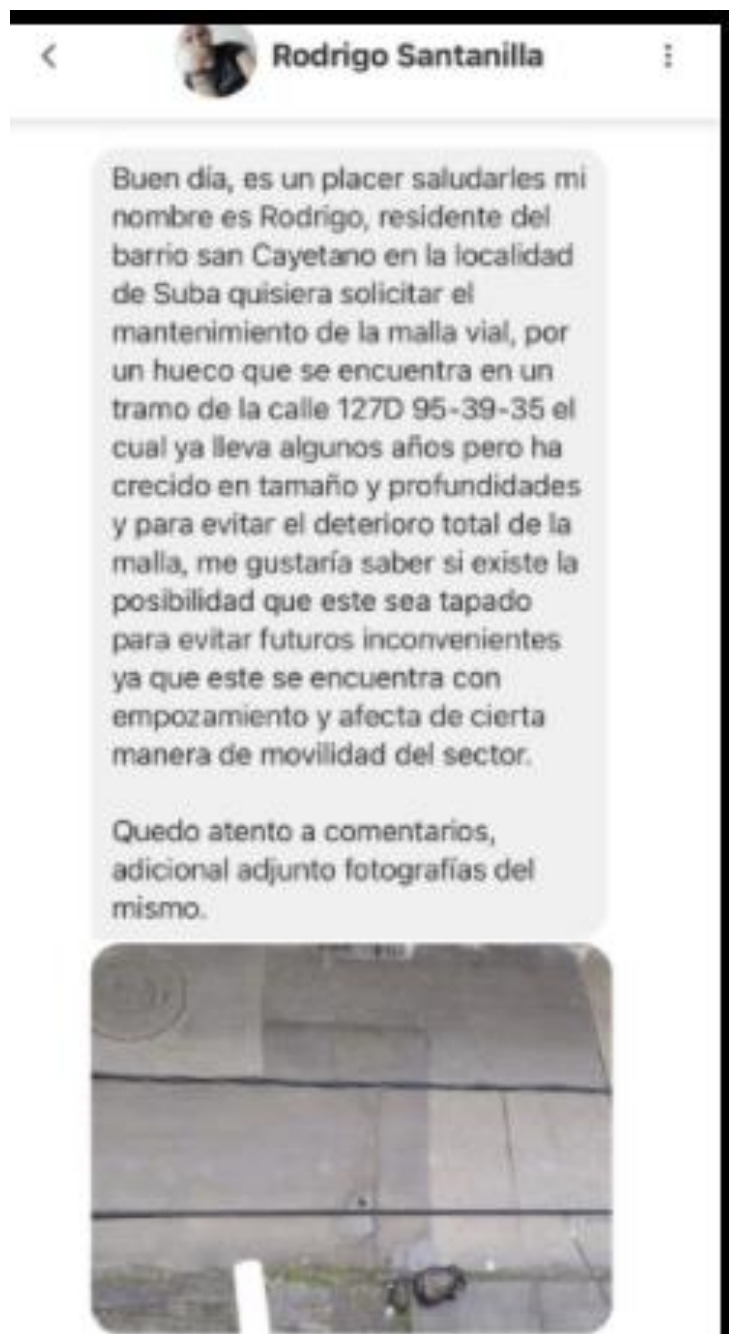 Rodrigo Santanilla
Buen día, es un placer saludarles mi
nombre es Rodrigo, residente del
barrio san Cayetano en la localidad
de Suba quisiera solicitar el
mantenimiento de la malla vial, por
un hueco que se encuentra en un
tramo de la calle 127D 95-39-35 el
cual ya lleva algunos años pero ha
crecido en tamaño y profundidades
y para evitar el deterioro total de la
malla, me gustaría saber si existe la
posibilidad que este sea tapado
para evitar futuros inconvenientes
ya que este se encuentra con
empozamiento y afecta de cierta
manera de movilidad del sector.
Quedo atento a comentarios,
adicional adjunto fotografías del
mismo.